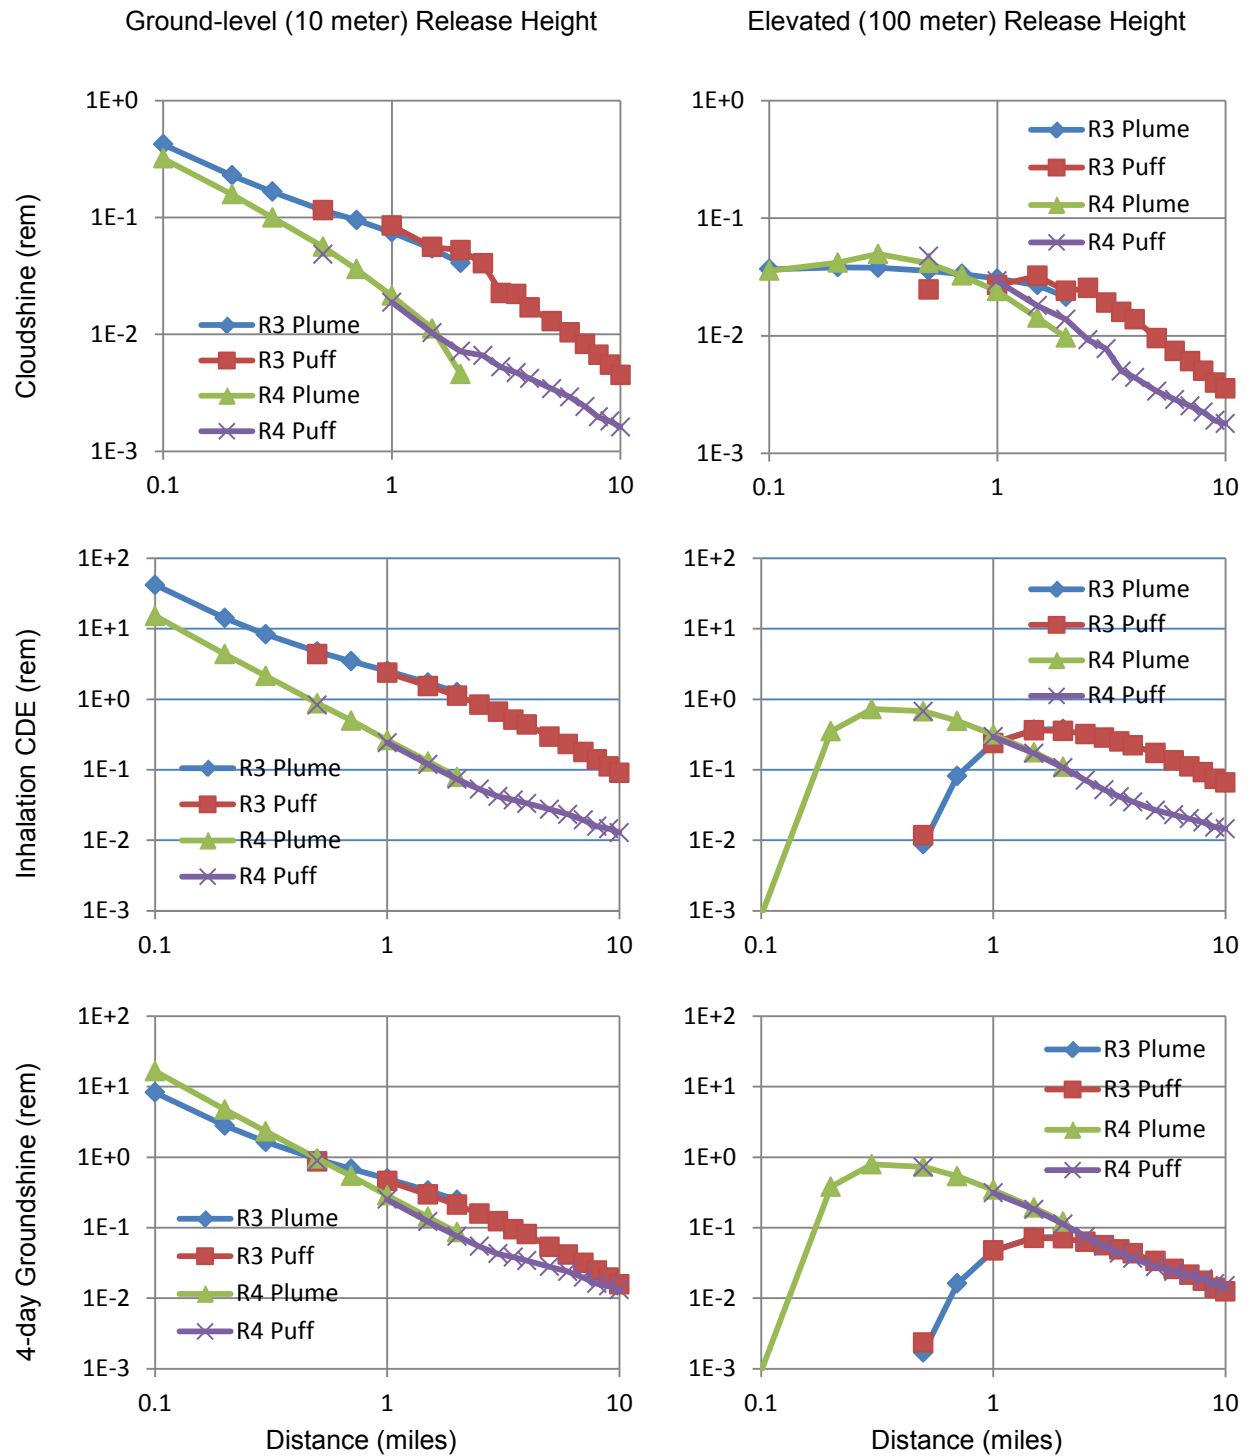 Ground-level (10 meter) Release Height
Elevated (100 meter) Release Height
Cloudshine (rem)
1E+0
1E-1
1E-2
1E-3
0.1
1
10
R3 Plume
R3 Puff
R4 Plume
R4 Puff
1E+0
1E-1
1E-2
1E-3
0.1
1
10
R3 Plume
R3 Puff
R4 Plume
R4 Puff
Inhalation CDE (rem)
1E+2
1E+1
1E+0
1E-1
1E-2
1E-3
0.1
1
10
R3 Plume
R3 Puff
R4 Plume
R4 Puff
1E+2
1E+1
1E+0
1E-1
1E-2
1E-3
0.1
1
10
R3 Plume
R3 Puff
R4 Plume
R4 Puff
4-day Groundshine (rem)
1E+2
1E+1
1E+0
1E-1
1E-2
1E-3
0.1
1
10
R3 Plume
R3 Puff
R4 Plume
R4 Puff
Distance (miles)
1E+2
1E+1
1E+0
1E-1
1E-2
1E-3
0.1
1
10
R3 Plume
R3 Puff
R4 Plume
R4 Puff
Distance (miles)